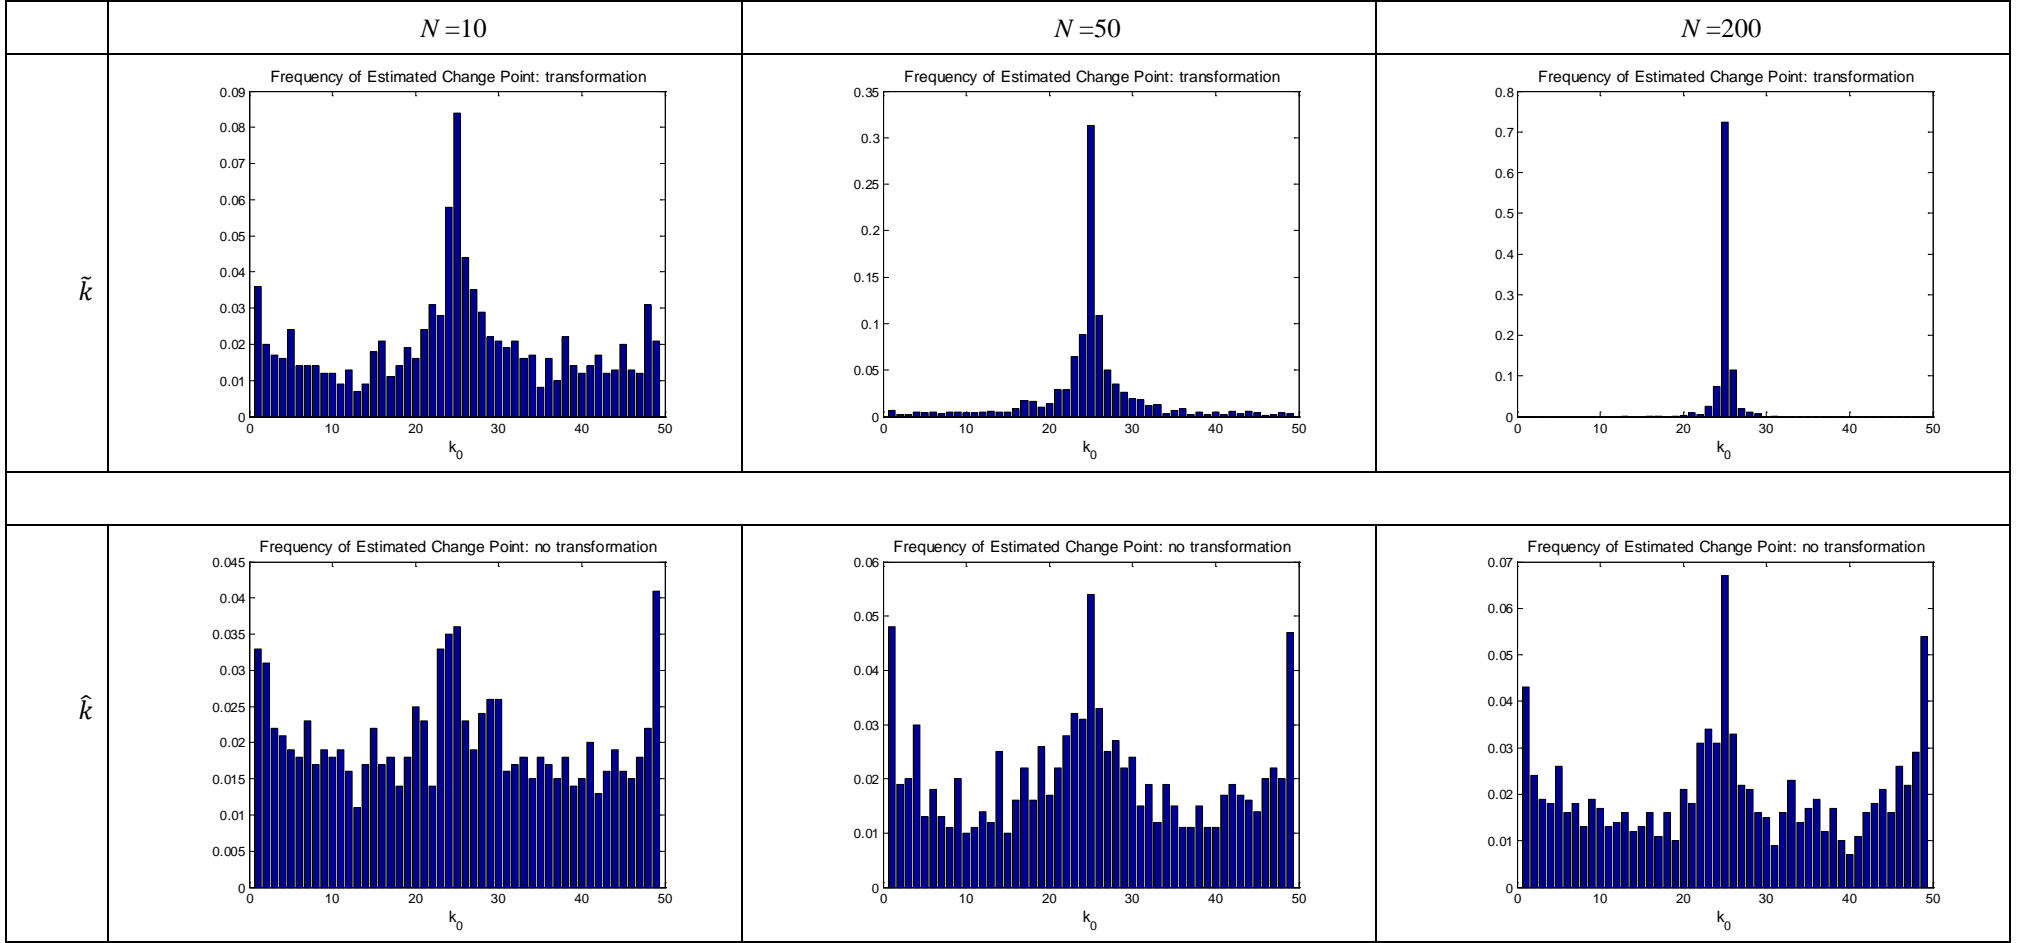 N =10 N =50 N =200
k̃
Frequency of Estimated Change Point: transformation
0.09
0.08
0.07
0.06
0.05
0.04
0.03
0.02
0.01
0
0 10 20 30 40 50
k₀
Frequency of Estimated Change Point: transformation
0.35
0.3
0.25
0.2
0.15
0.1
0.05
0
0 10 20 30 40 50
k₀
Frequency of Estimated Change Point: transformation
0.8
0.7
0.6
0.5
0.4
0.3
0.2
0.1
0
0 10 20 30 40 50
k₀
k̂
Frequency of Estimated Change Point: no transformation
0.045
0.04
0.035
0.03
0.025
0.02
0.015
0.01
0.005
0
0 10 20 30 40 50
k₀
Frequency of Estimated Change Point: no transformation
0.06
0.05
0.04
0.03
0.02
0.01
0
0 10 20 30 40 50
k₀
Frequency of Estimated Change Point: no transformation
0.07
0.06
0.05
0.04
0.03
0.02
0.01
0
0 10 20 30 40 50
k₀